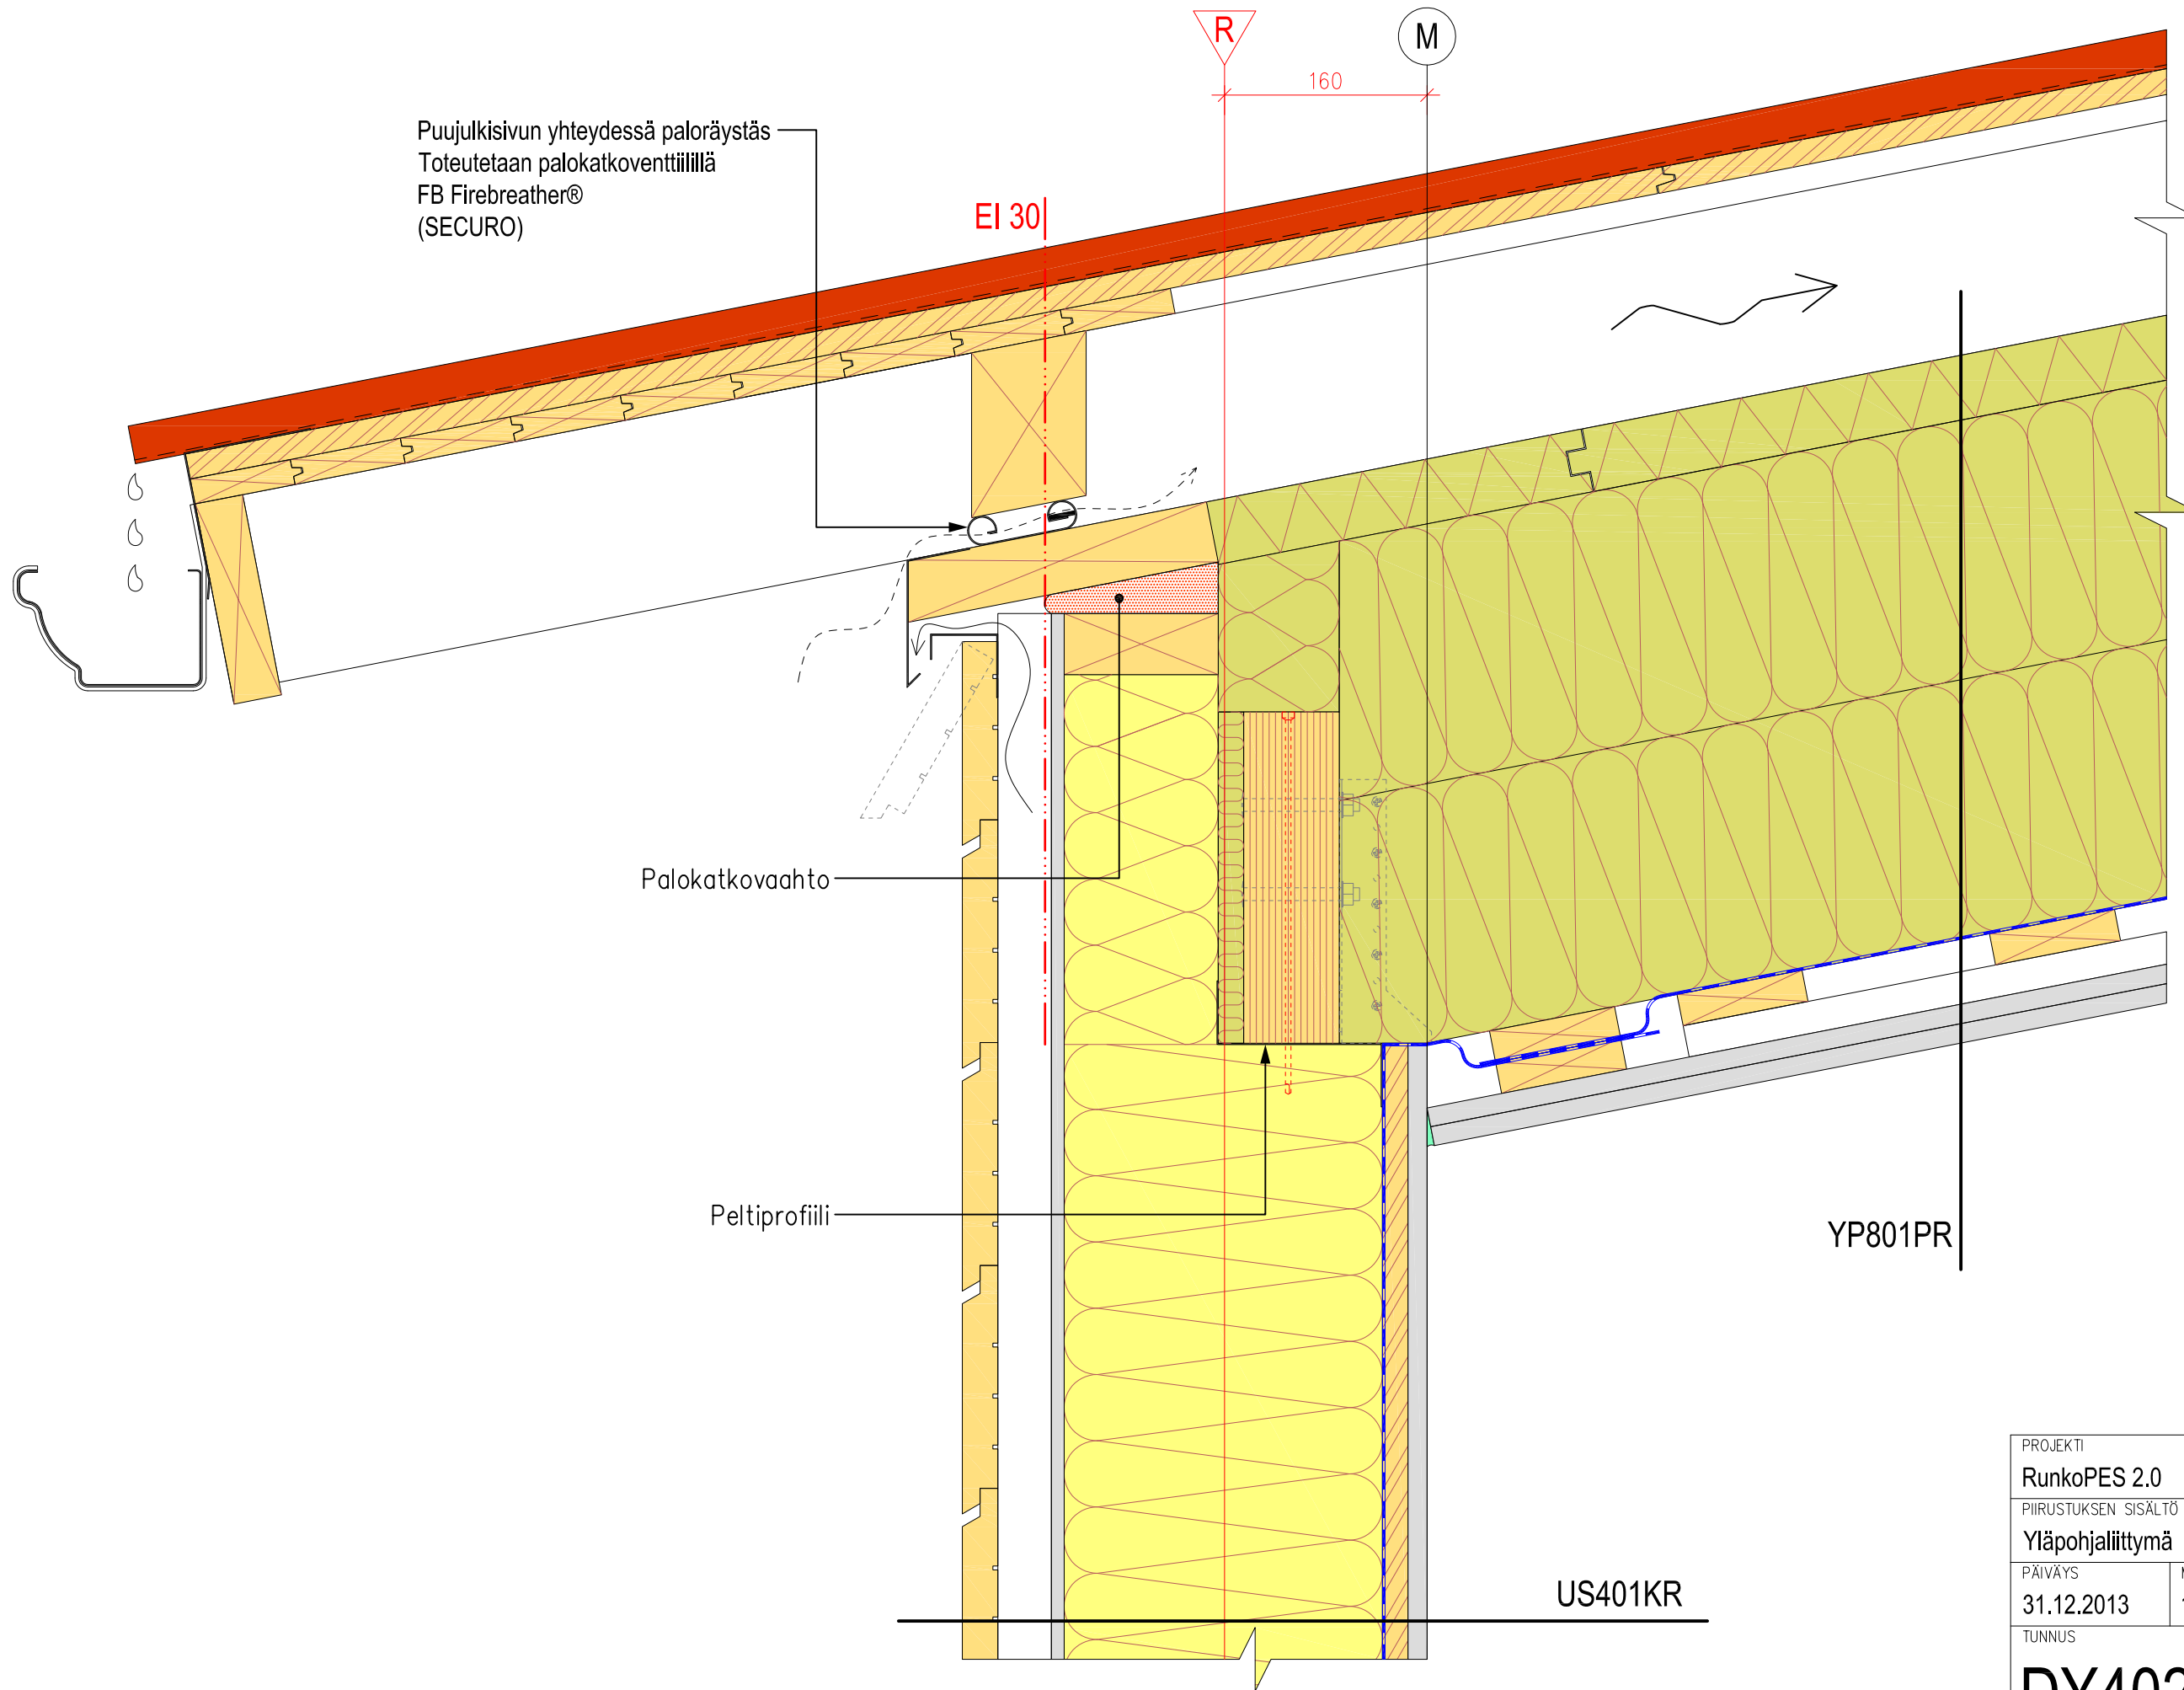 R
M
160
Puujulkisivun yhteydessä paloräystäs
Toteutetaan palokatkoventtiilillä
FB Firebreather®
(SECURO)
EI 30
Palokatkovaahto
Peltiprofiili
YP801PR
US401KR
PROJEKTI
RunkoPES 2.0
PIIRUSTUKSEN SISÄLTÖ
Yläpohjaliittymä
PÄIVÄYS
31.12.2013
TUNNUS